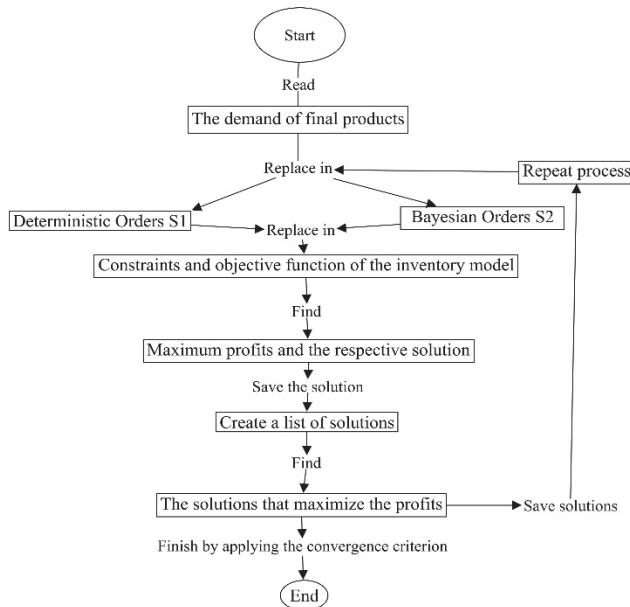 Start
Read
The demand of final products
Replace in
Repeat process
Deterministic Orders S1
Bayesian Orders S2
Replace in
Constraints and objective function of the inventory model
Find
Maximum profits and the respective solution
Save the solution
Create a list of solutions
Find
The solutions that maximize the profits
Save solutions
Finish by applying the convergence criterion
End